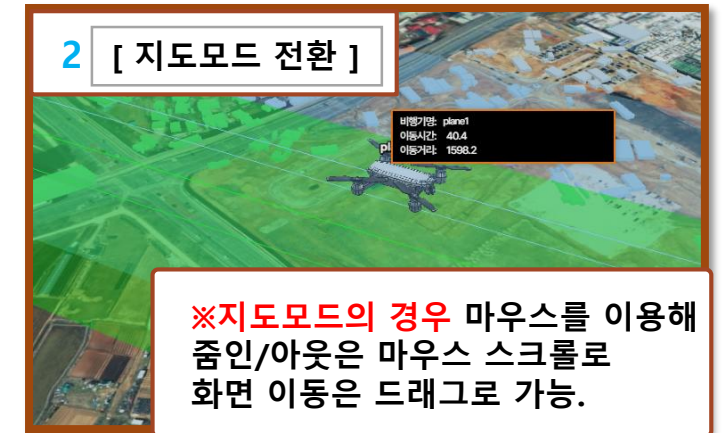 2 [ 지도모드 전환 ]
비행기명: plane1
이동시간: 40.4
이동거리: 1598.2
pl
※지도모드의 경우 마우스를 이용해
줌인/아웃은 마우스 스크롤로
화면 이동은 드래그로 가능.